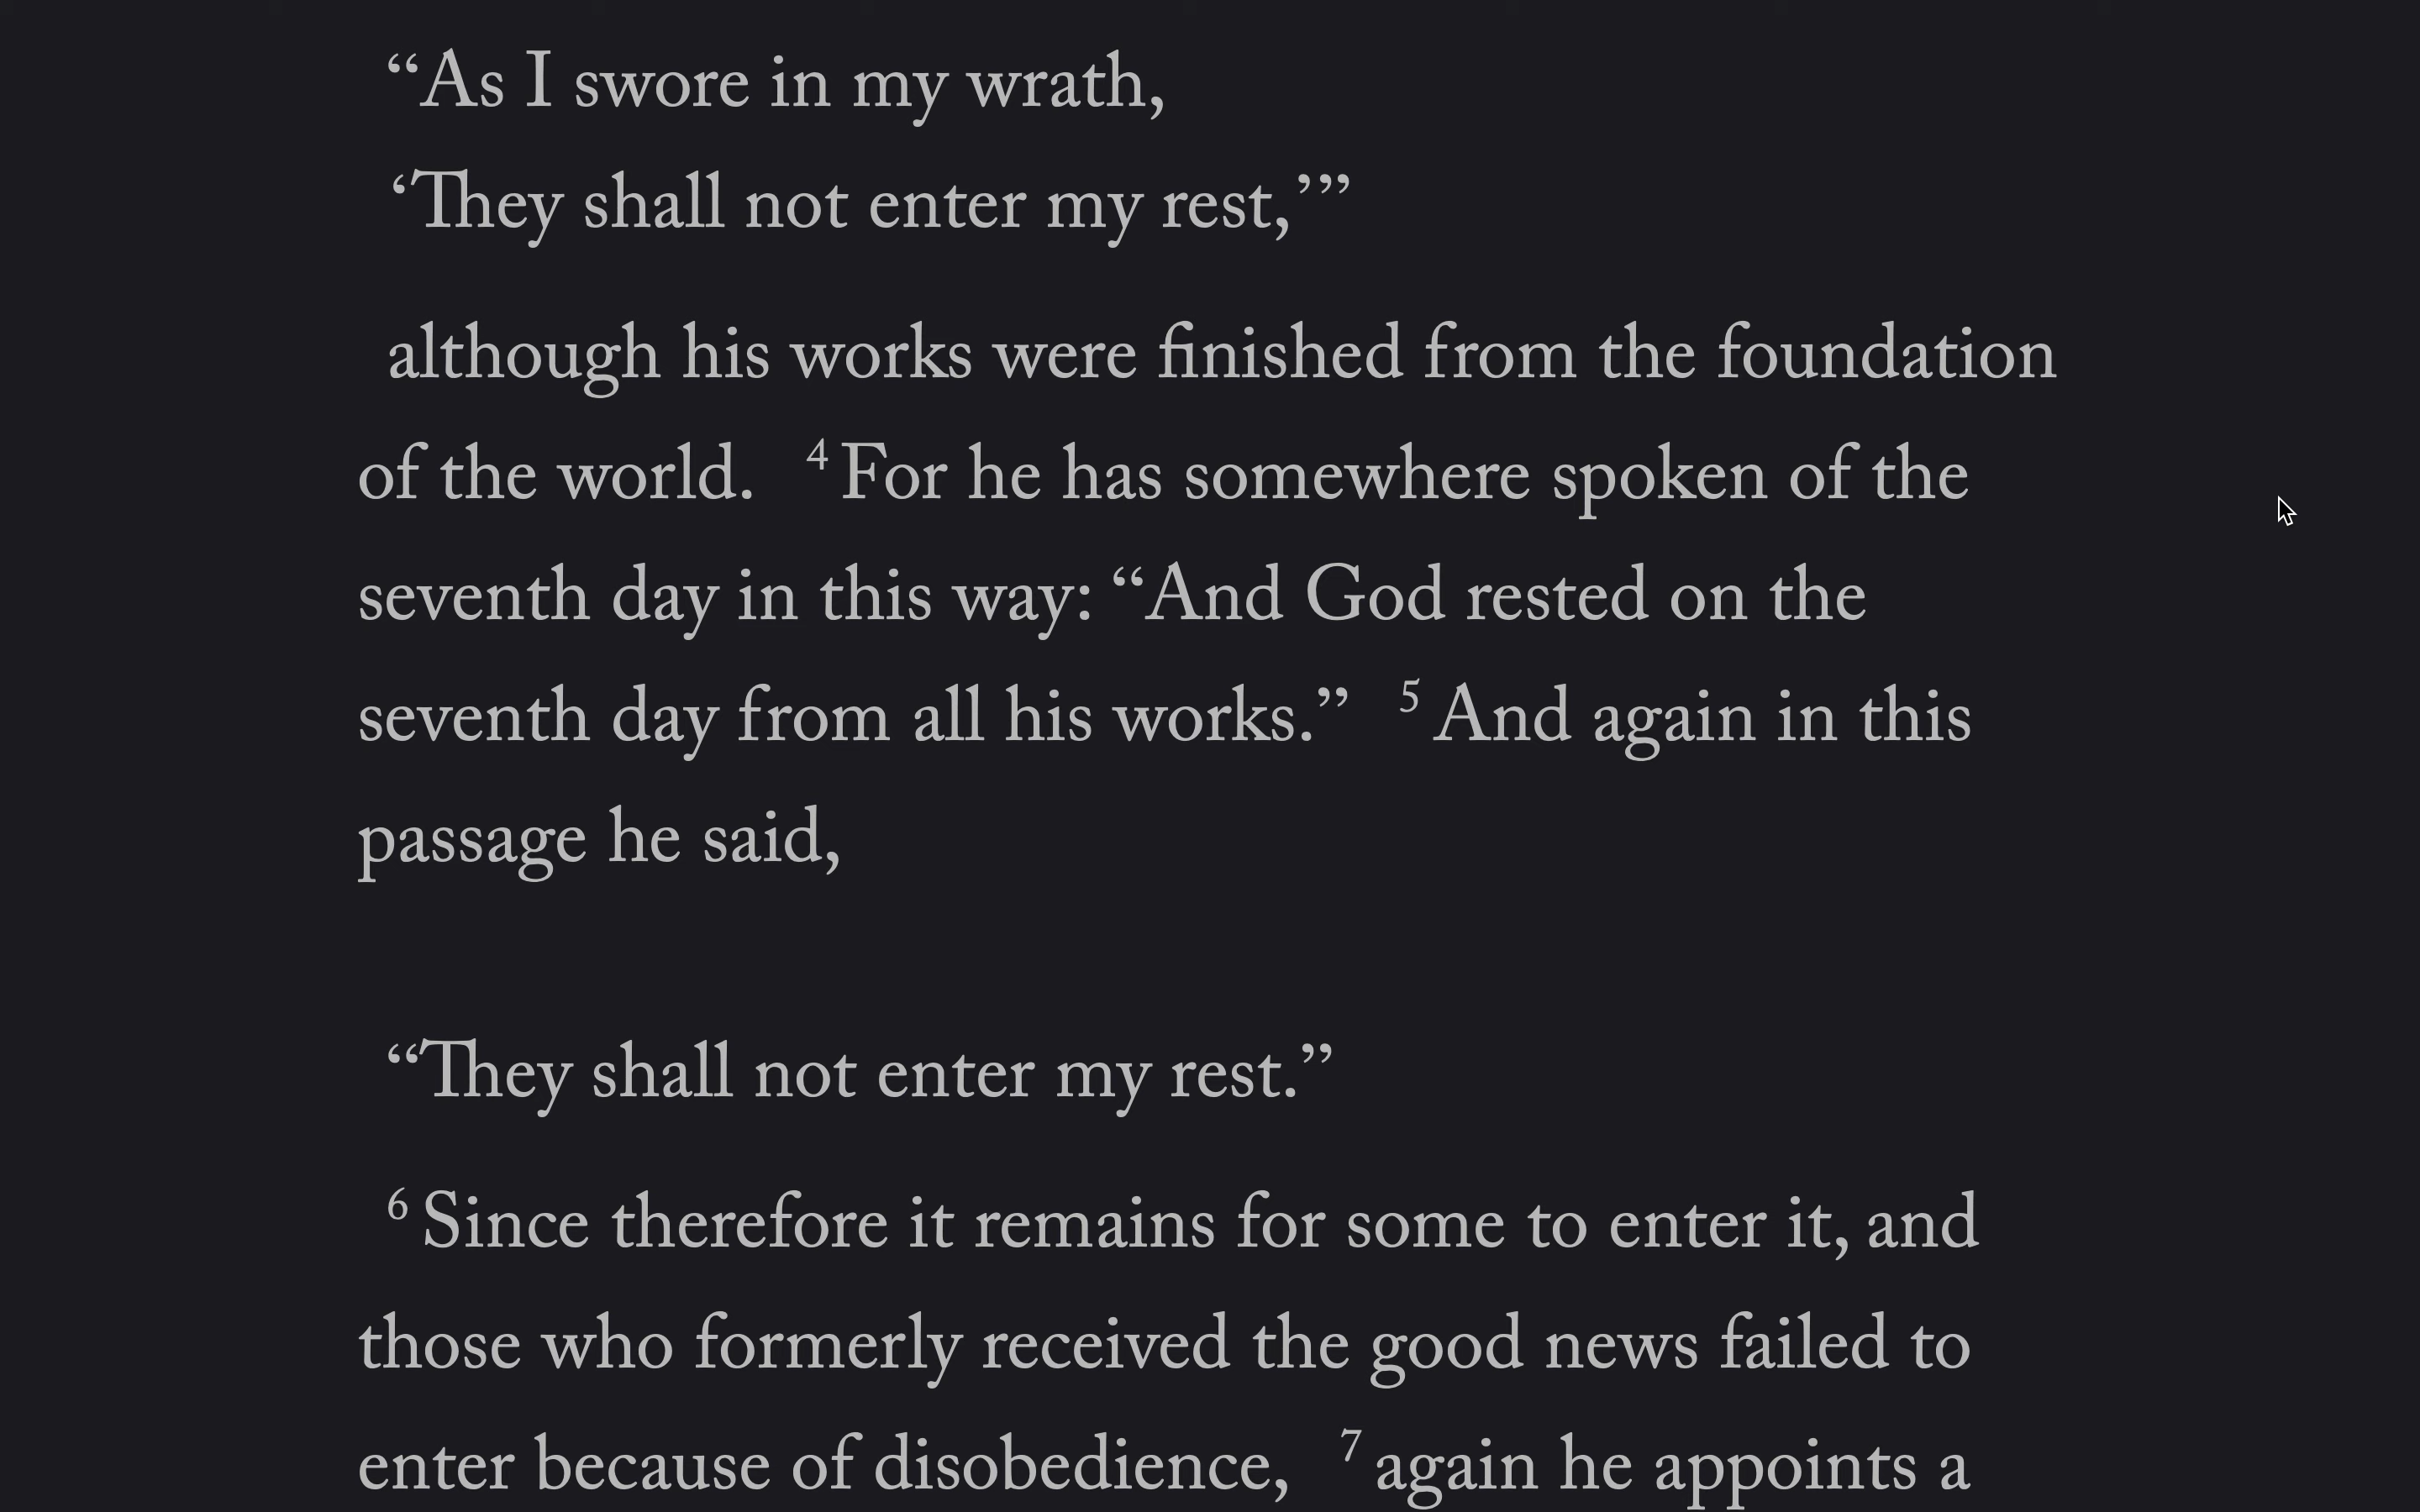 “As I swore in my wrath,
‘They shall not enter my rest,’”
although his works were finished from the foundation
of the world. 4 For he has somewhere spoken of the
seventh day in this way: “And God rested on the
seventh day from all his works.” 5 And again in this
passage he said,
“They shall not enter my rest.”
6 Since therefore it remains for some to enter it, and
those who formerly received the good news failed to
enter because of disobedience, 7 again he appoints a